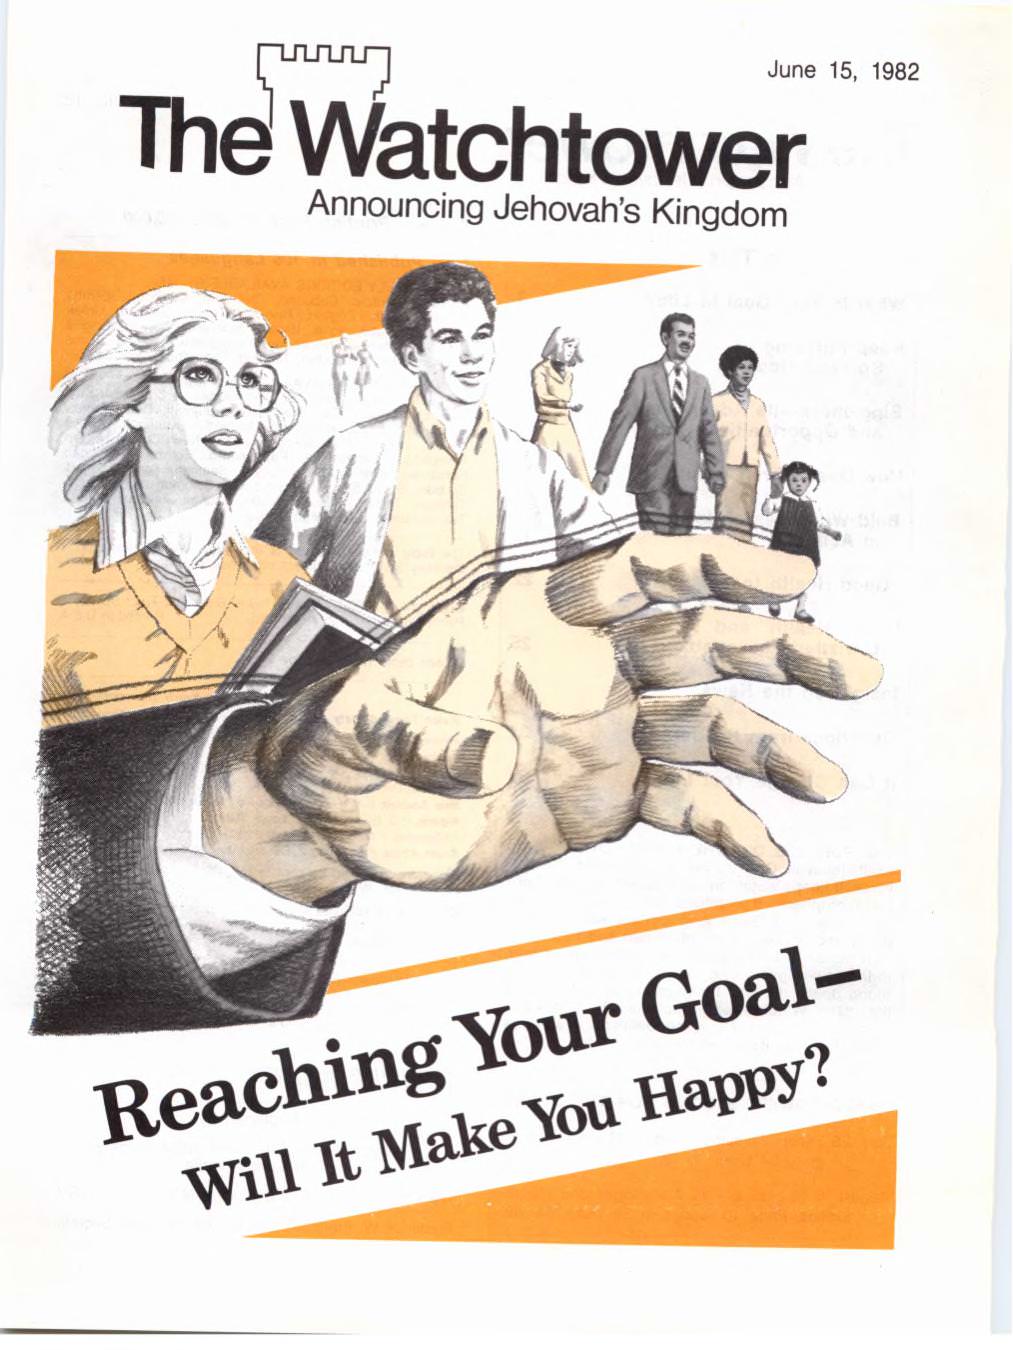 June 15, 1982
The Watchtower
Announcing Jehovah's Kingdom
Reaching Your Goal—
Will It Make You Happy?